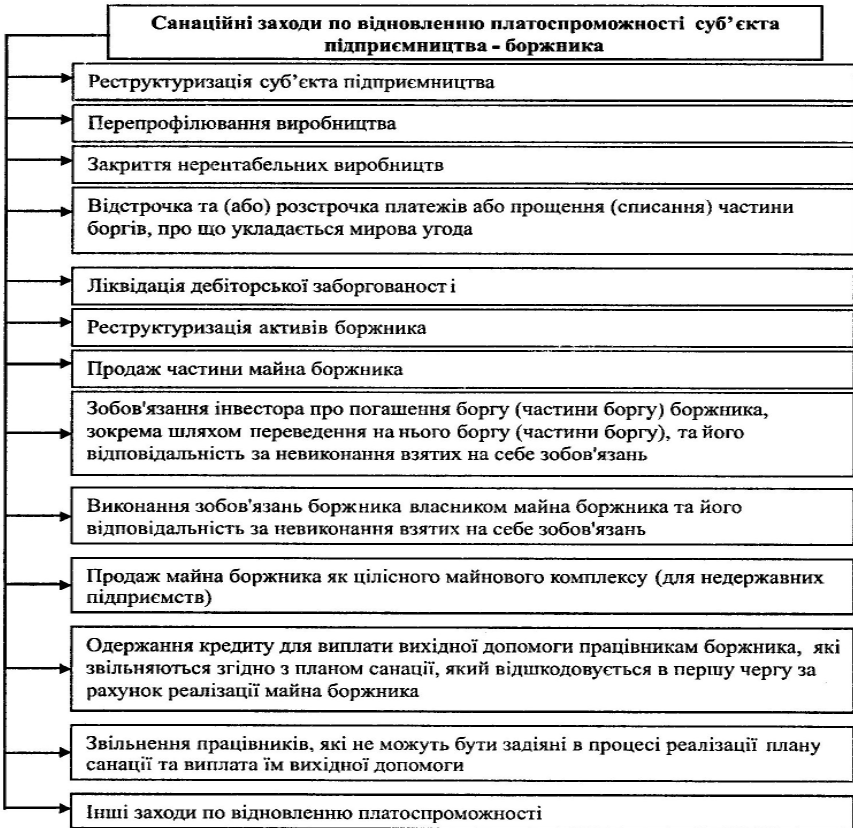 Санаційні заходи по відновленню платоспроможності суб’єкта
підприємництва - боржника
Реструктуризація суб’єкта підприємництва
Перепрофілювання виробництва
Закриття нерентабельних виробництв
Відстрочка та (або) розстрочка платежів або прощення (списання) частини
боргів, про що укладається мирова угода
Ліквідація дебіторської заборгованості
Реструктуризація активів боржника
Продаж частини майна боржника
Зобов'язання інвестора про погашення боргу (частини боргу) боржника,
зокрема шляхом переведення на нього боргу (частини боргу), та його
відповідальність за невиконання взятих на себе зобов'язань
Виконання зобов'язань боржника власником майна боржника та його
відповідальність за невиконання взятих на себе зобов'язань
Продаж майна боржника як цілісного майнового комплексу (для недержавних
підприємств)
Одержання кредиту для виплати вихідної допомоги працівникам боржника, які
звільняються згідно з планом санації, який відшкодовується в першу чергу за
рахунок реалізації майна боржника
Звільнення працівників, які не можуть бути задіяні в процесі реалізації плану
санації та виплата їм вихідної допомоги
Інші заходи по відновленню платоспроможності